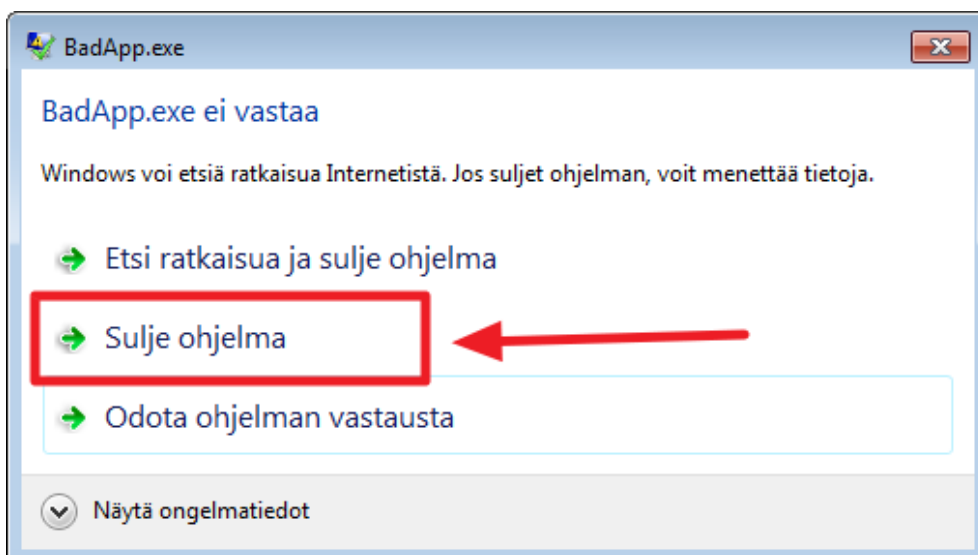 BadApp.exe
BadApp.exe ei vastaa
Windows voi etsiä ratkaisua Internetistä. Jos suljet ohjelman, voit menettää tietoja.
Etsi ratkaisua ja sulje ohjelma
Sulje ohjelma
Odota ohjelman vastausta
Näytä ongelmatiedot